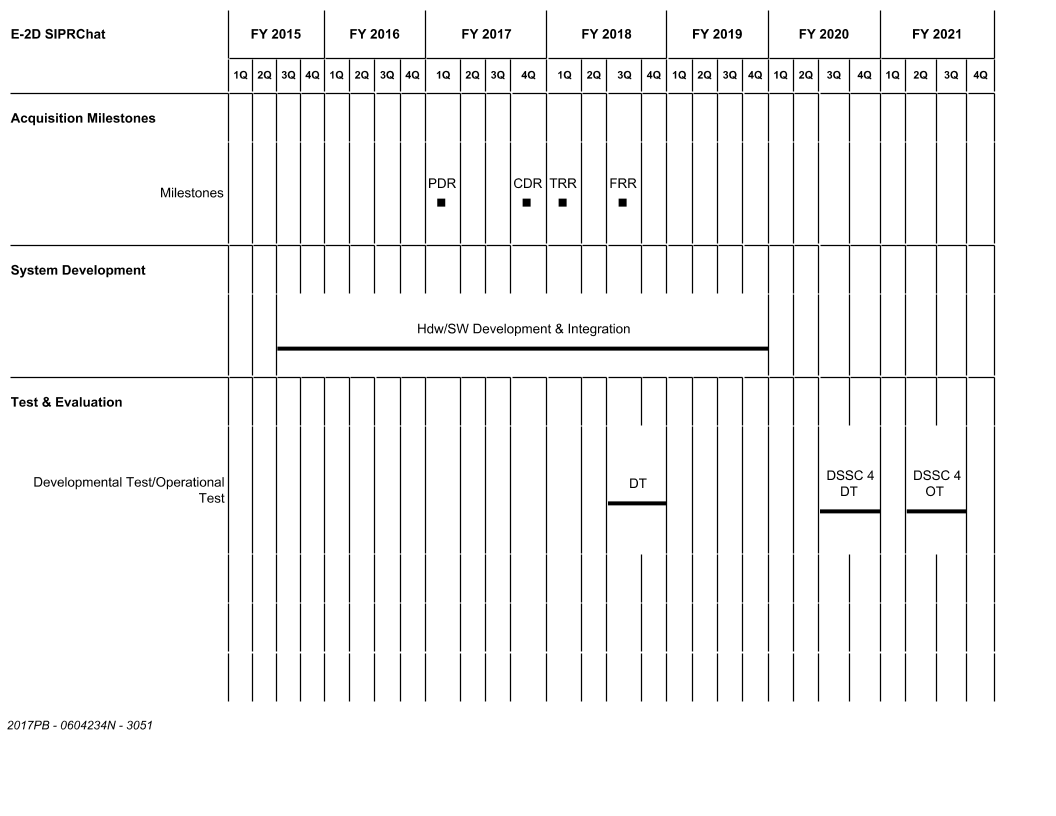 E-2D SIPRChat FY 2015 FY 2016 FY 2017 FY 2018 FY 2019 FY 2020 FY 2021
1Q 2Q 3Q 4Q 1Q 2Q 3Q 4Q 1Q 2Q 3Q 4Q 1Q 2Q 3Q 4Q 1Q 2Q 3Q 4Q 1Q 2Q 3Q 4Q 1Q 2Q 3Q 4Q
Acquisition Milestones
PDR CDR TRR FRR
Milestones
System Development
Hdw/SW Development & Integration
Test & Evaluation
Developmental Test/Operational
Test
DT
DSSC 4
DT
DSSC 4
OT
2017PB - 0604234N - 3051